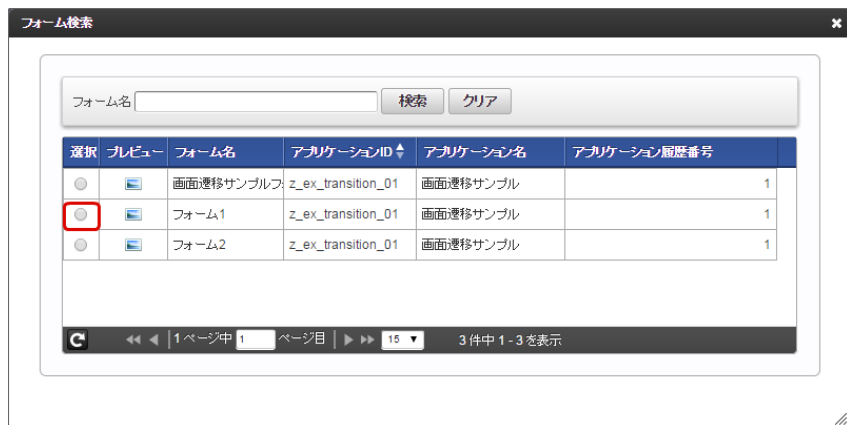 フォーム検索
フォーム名 検索 クリア
選択 プレビュー フォーム名 アプリケーションID アプリケーション名 アプリケーション履歴番号
画面遷移サンプルフ z_ex_transition_01 画面遷移サンプル 1
フォーム1 z_ex_transition_01 画面遷移サンプル 1
フォーム2 z_ex_transition_01 画面遷移サンプル 1
1 ページ中 1 ページ目 15 3 件中 1 - 3 を表示